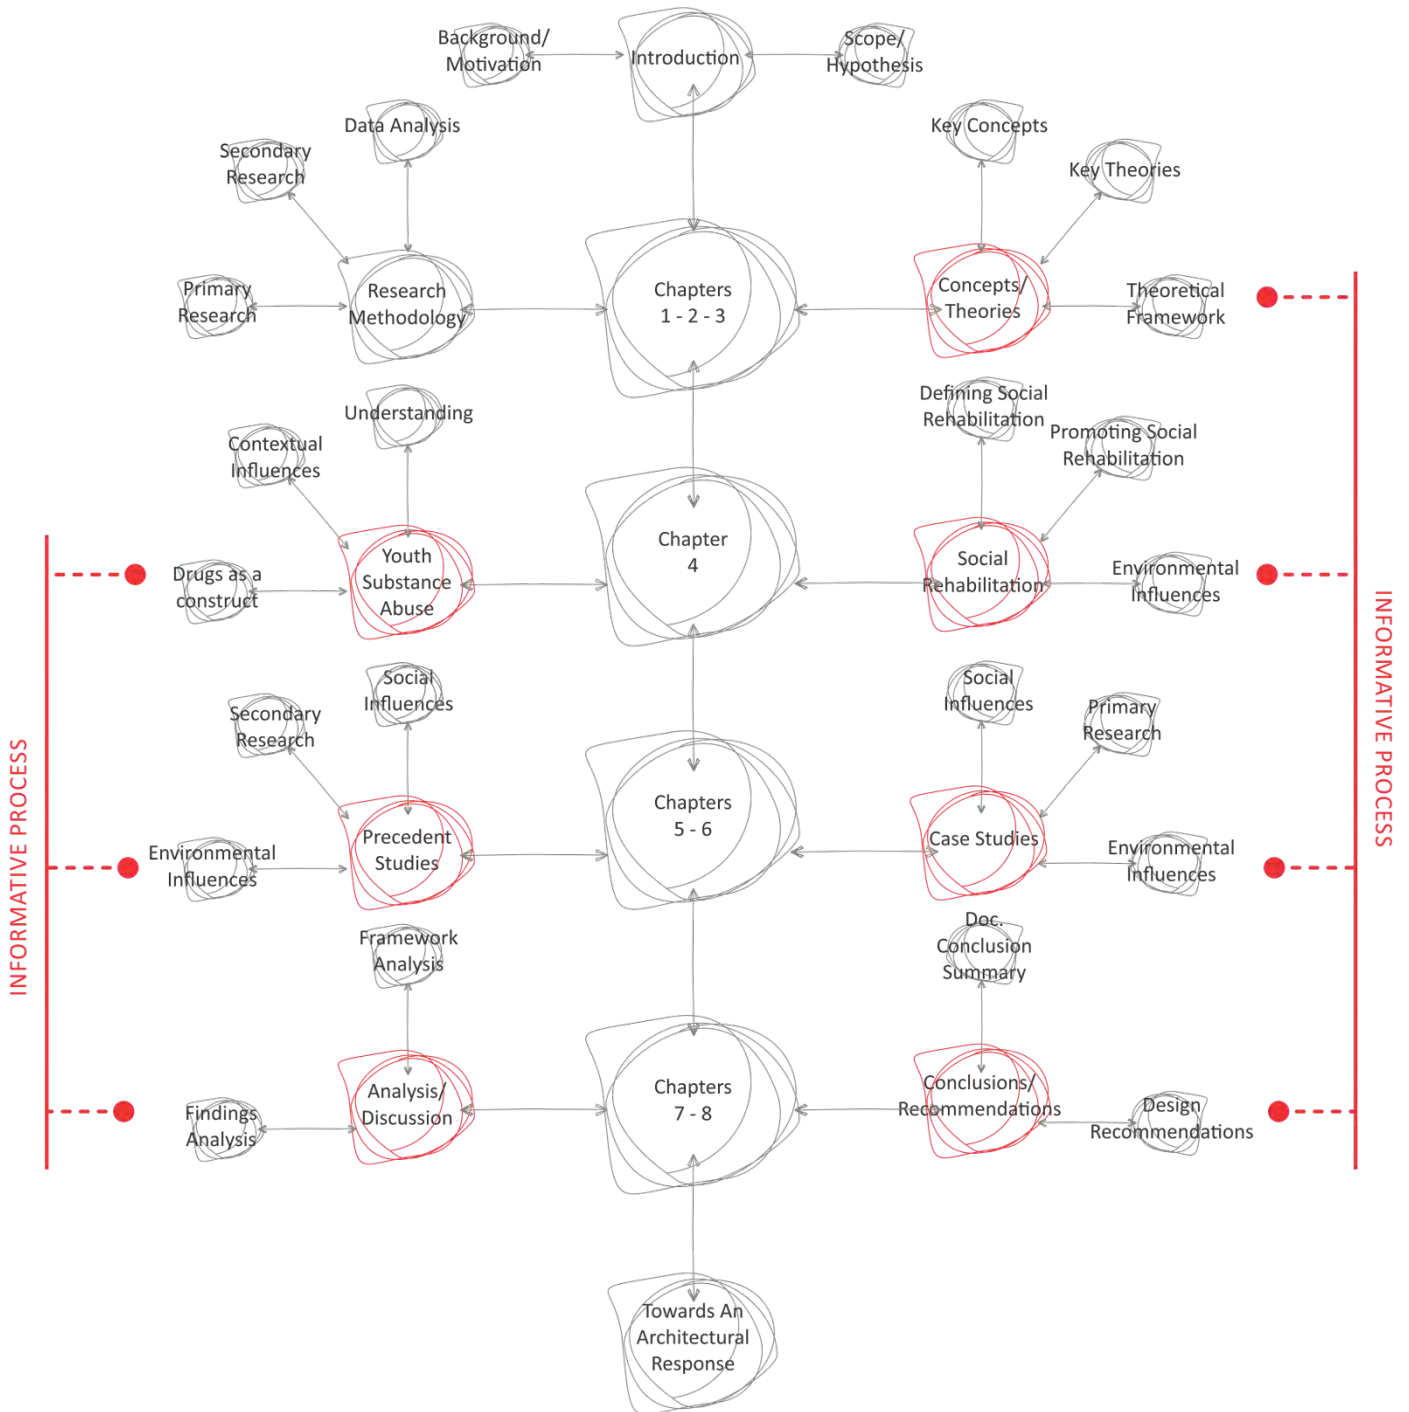 Background/
Motivation
Introduction
Scope/
Hypothesis
Data Analysis
Key Concepts
Secondary
Research
Key Theories
Primary
Research
Research
Methodology
Chapters
1 - 2 - 3
Concepts/
Theories
Theoretical
Framework
Understanding
Defining Social
Rehabilitation
Contextual
Influences
Promoting Social
Rehabilitation
Drugs as a
construct
Youth
Substance
Abuse
Chapter
4
Social
Rehabilitation
Environmental
Influences
Social
Influences
Social
Influences
Secondary
Research
Primary
Research
Environmental
Influences
Precedent
Studies
Chapters
5 - 6
Case Studies
Environmental
Influences
Framework
Analysis
Doc.
Conclusion
Summary
Findings
Analysis
Analysis/
Discussion
Chapters
7 - 8
Conclusions/
Recommendations
Design
Recommendations
Towards An
Architectural
Response
INFORMATIVE PROCESS
INFORMATIVE PROCESS